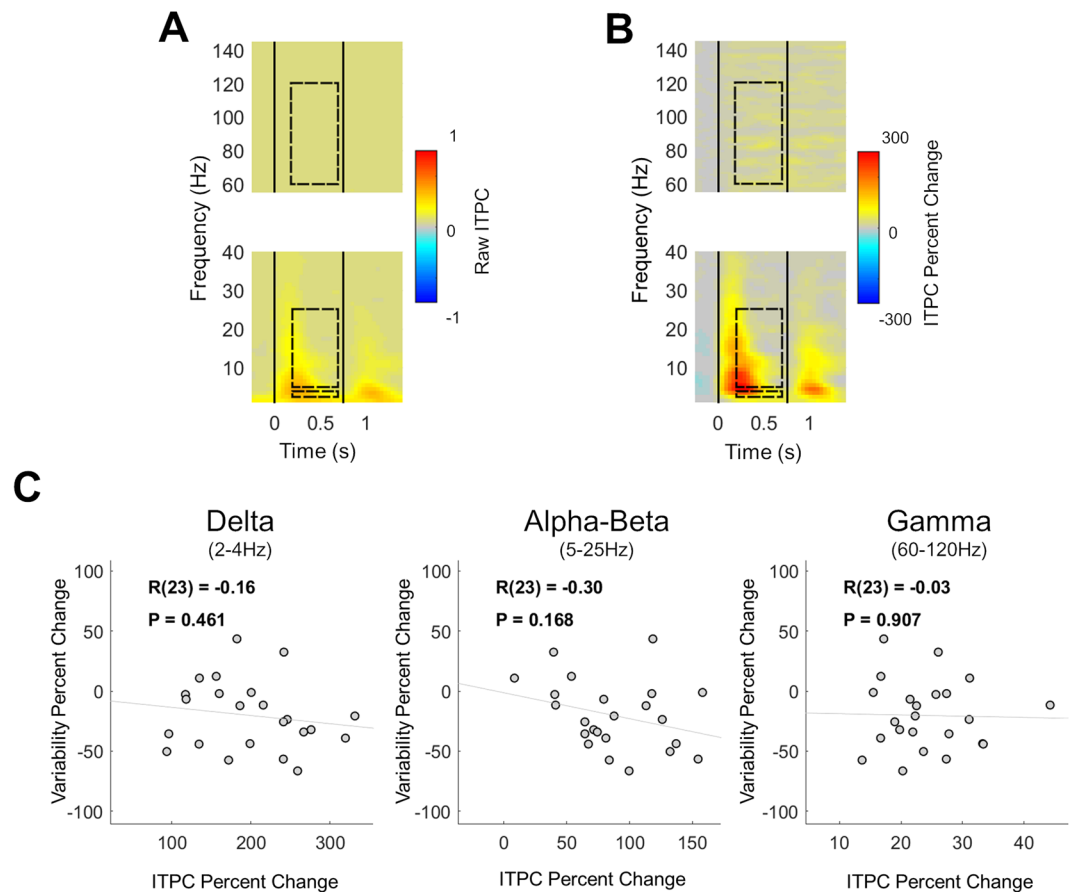 A
B
140
120
100
80
60
40
30
20
10
Frequency (Hz)
0 0.5 1
Time (s)
1
0
-1
Raw ITPC
140
120
100
80
60
40
30
20
10
Frequency (Hz)
0 0.5 1
Time (s)
300
0
-300
ITPC Percent Change
C
Delta
(2-4Hz)
R(23) = -0.16
P = 0.461
100
50
0
-50
-100
Variability Percent Change
100 200 300
ITPC Percent Change
Alpha-Beta
(5-25Hz)
R(23) = -0.30
P = 0.168
100
50
0
-50
-100
Variability Percent Change
0 50 100 150
ITPC Percent Change
Gamma
(60-120Hz)
R(23) = -0.03
P = 0.907
100
50
0
-50
-100
Variability Percent Change
10 20 30 40
ITPC Percent Change